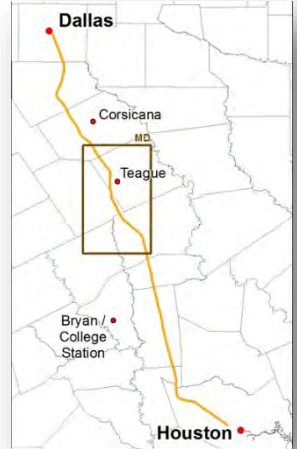 Dallas
Corsicana
MD
Teague
Bryan /
College
Station
Houston